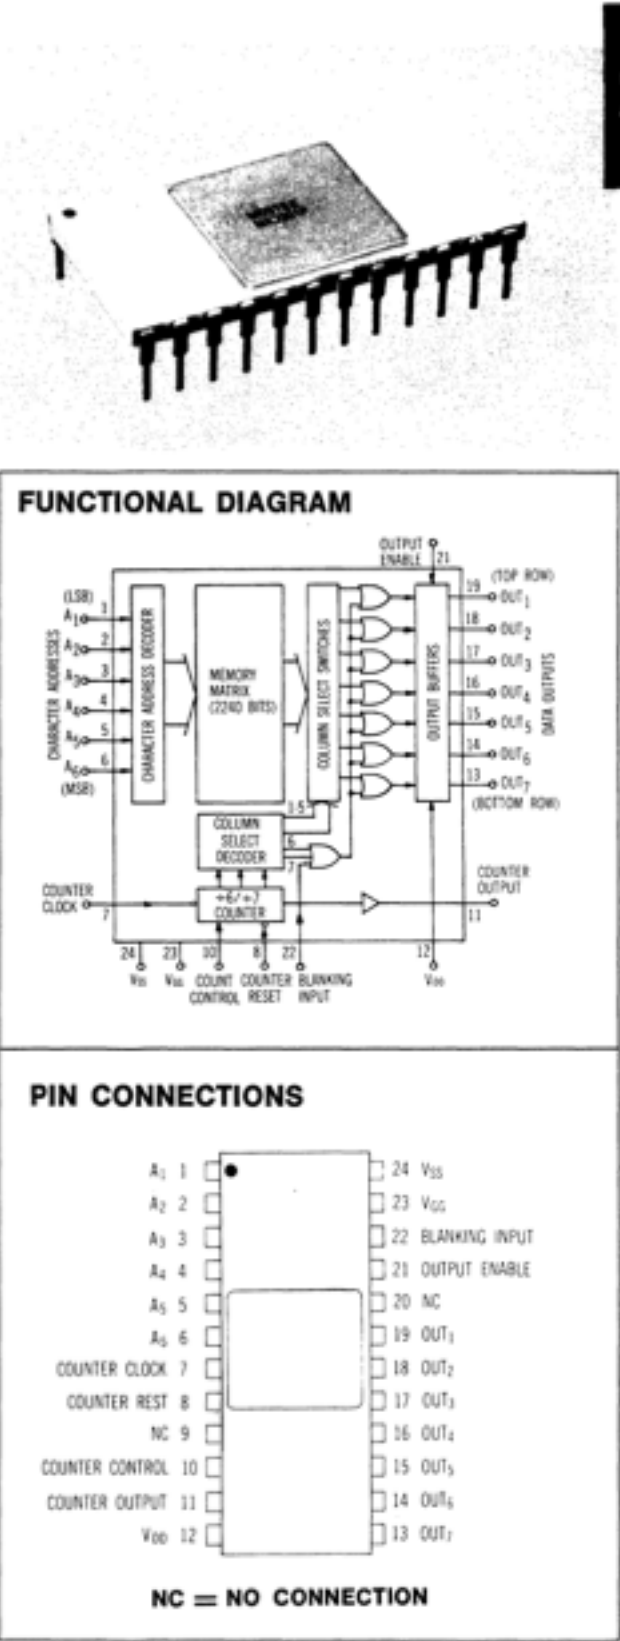 FUNCTIONAL DIAGRAM
OUTPUT
ENABLE 21
(LSB)
A1 1
A2 2
A3 3
A4 4
A5 5
A6 6
(MSB)
CHARACTER ADDRESSES
CHARACTER ADDRESS DECODER
MEMORY
MATRIX
(2240 BITS)
COLUMN SELECT SWITCHES
OUTPUT BUFFERS
19 (TOP ROW)
OUT1
18 OUT2
17 OUT3
16 OUT4
15 OUT5
14 OUT6
13 OUT7
(BOTTOM ROW)
DATA OUTPUTS
1-5
6
7
COLUMN
SELECT
DECODER
COUNTER
CLOCK 7
÷6/÷7
COUNTER
COUNTER
OUTPUT
11
24 23 10 8 22 12
VSS VGG COUNT COUNTER BLANKING VDD
CONTROL RESET INPUT
PIN CONNECTIONS
A1 1 24 VSS
A2 2 23 VGG
A3 3 22 BLANKING INPUT
A4 4 21 OUTPUT ENABLE
A5 5 20 NC
A6 6 19 OUT1
COUNTER CLOCK 7 18 OUT2
COUNTER REST 8 17 OUT3
NC 9 16 OUT4
COUNTER CONTROL 10 15 OUT5
COUNTER OUTPUT 11 14 OUT6
VDD 12 13 OUT7
NC = NO CONNECTION